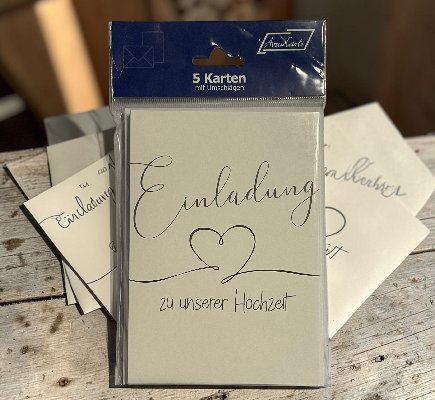 5 Karten
mit Umschlägen
Einladung
zu unserer Hochzeit
Einladung